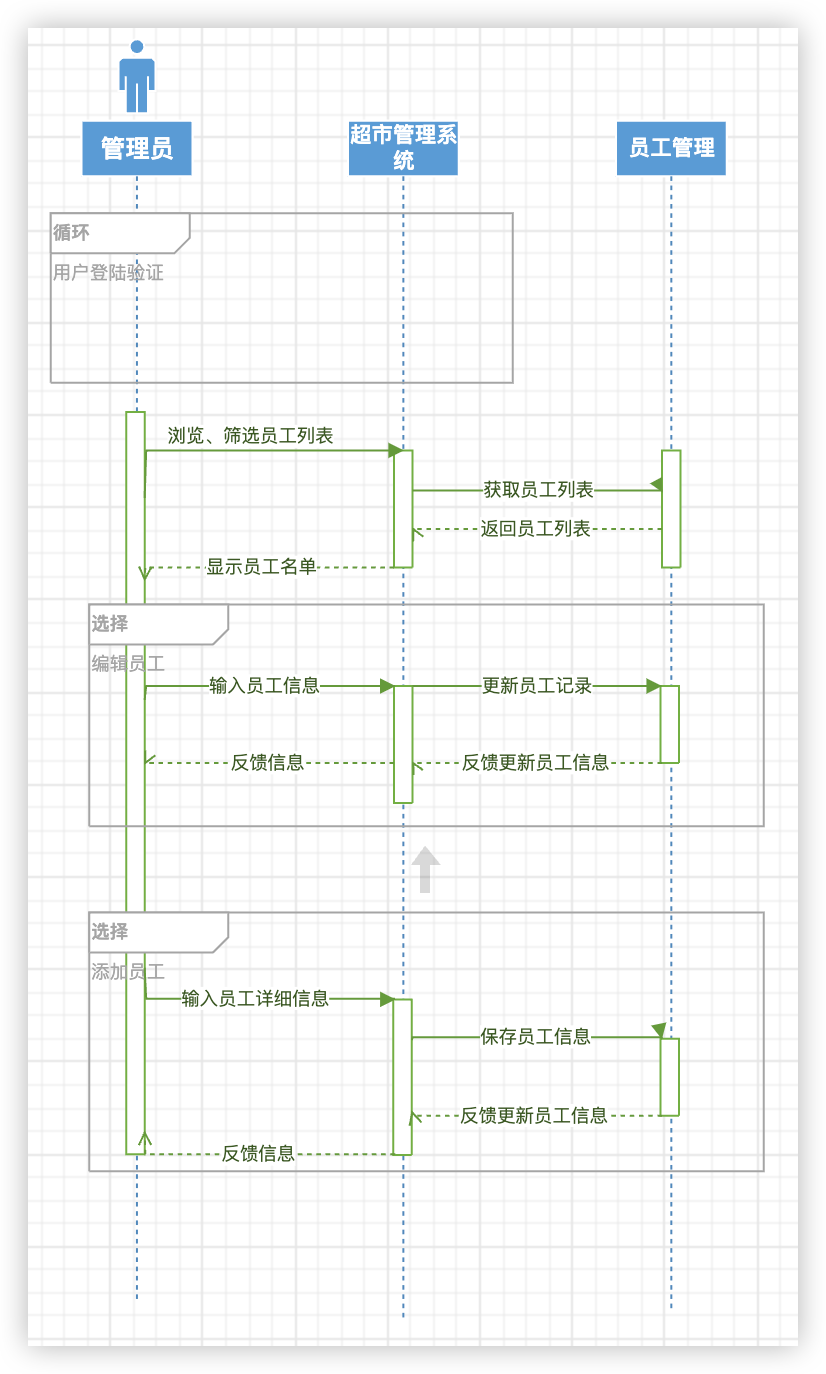 管理员
超市管理系
统
员工管理
循环
用户登陆验证
浏览、筛选员工列表
获取员工列表
返回员工列表
显示员工名单
选择
编辑员工
输入员工信息
更新员工记录
反馈信息
反馈更新员工信息
选择
添加员工
输入员工详细信息
保存员工信息
反馈更新员工信息
反馈信息